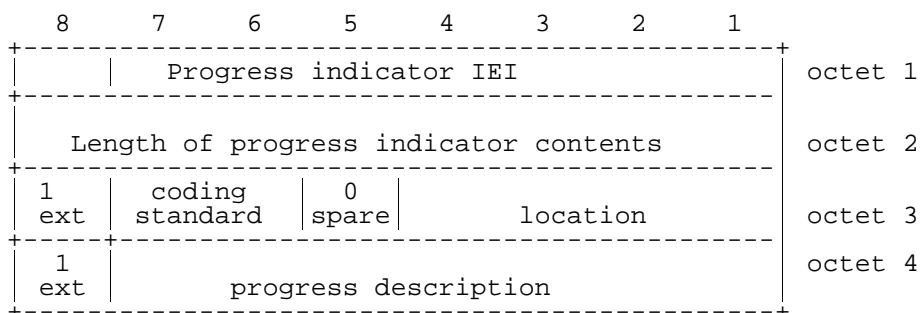 8 7 6 5 4 3 2 1
Progress indicator IEI octet 1
Length of progress indicator contents octet 2
1 coding 0
ext standard spare location octet 3
1 octet 4
ext progress description